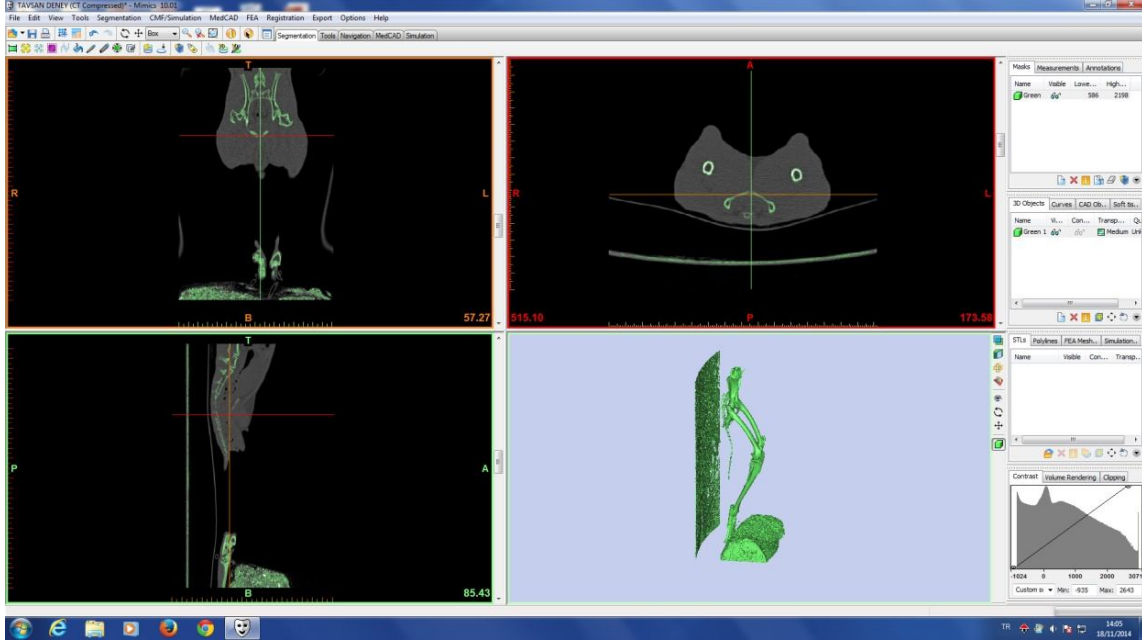 TAVSAN DENEY (CT Compressed)* - Mimics 10.01
File Edit View Tools Segmentation CMF/Simulation MedCAD FEA Registration Export Options Help
Box
Segmentation Tools Navigation MedCAD Simulation
T
R
L
B
57.27
A
R
L
515.10
P
173.58
T
P
A
B
85.43
Masks Measurements Annotations
Name Visible Lowe... High...
Green 586 2198
3D Objects Curves CAD Ob... Soft tis...
Name Vi... Con... Transp... Q.
Green 1 Medium Uni
STLs Polylines FEA Mesh... Simulation...
Name Visible Con... Transp...
Contrast Volume Rendering Clipping
-1024 0 1000 2000 3071
Min: -935 Max: 2643
TR
14:05
18/11/2014